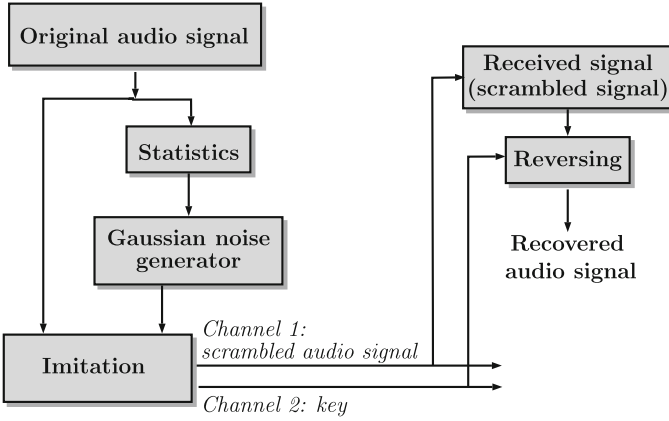 Original audio signal
Statistics
Gaussian noise
generator
Imitation
Channel 1:
scrambled audio signal
Channel 2: key
Received signal
(scrambled signal)
Reversing
Recovered
audio signal